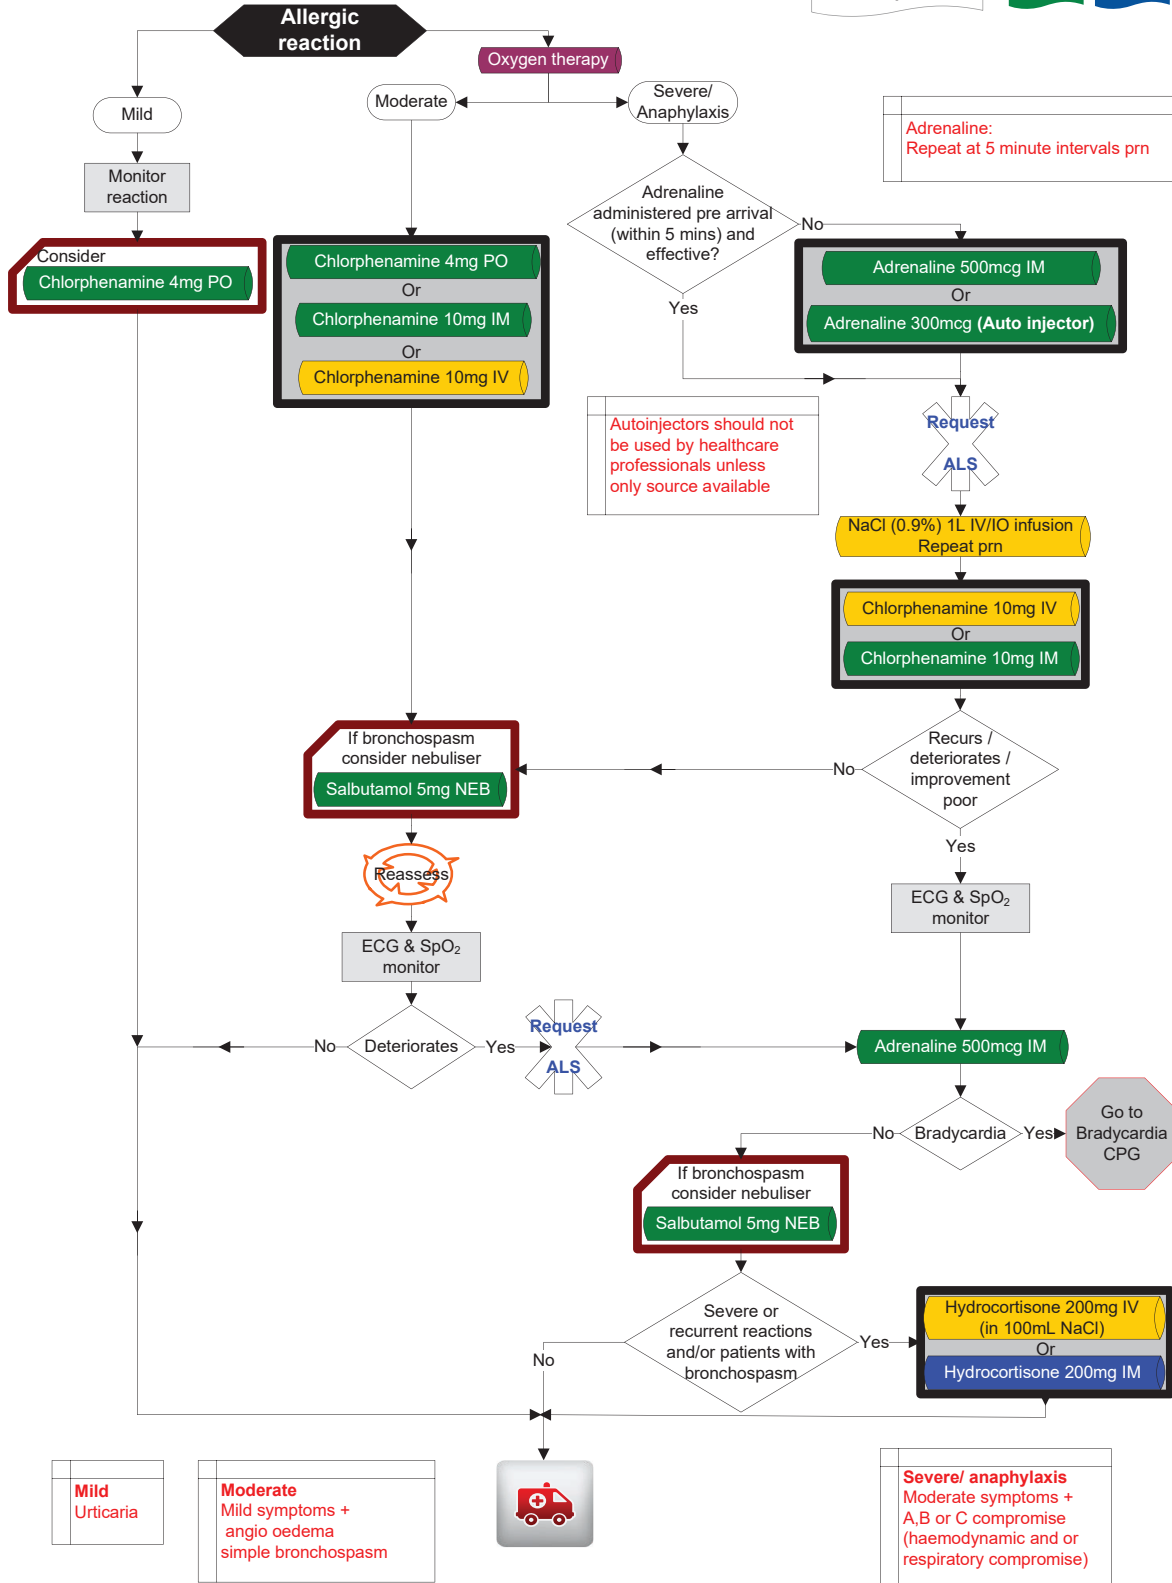 Allergic
reaction
Oxygen therapy
Mild
Moderate
Severe/
Anaphylaxis
Adrenaline:
Repeat at 5 minute intervals prn
Monitor
reaction
Adrenaline
administered pre arrival
(within 5 mins) and
effective?
No
Yes
Consider
Chlorphenamine 4mg PO
Chlorphenamine 4mg PO
Or
Chlorphenamine 10mg IM
Or
Chlorphenamine 10mg IV
Adrenaline 500mcg IM
Or
Adrenaline 300mcg (Auto injector)
Autoinjectors should not
be used by healthcare
professionals unless
only source available
Request
ALS
NaCl (0.9%) 1L IV/IO infusion
Repeat prn
Chlorphenamine 10mg IV
Or
Chlorphenamine 10mg IM
Recurs /
deteriorates /
improvement
poor
No
Yes
If bronchospasm
consider nebuliser
Salbutamol 5mg NEB
Reassess
ECG & SpO₂
monitor
ECG & SpO₂
monitor
No
Deteriorates
Yes
Request
ALS
Adrenaline 500mcg IM
No
Bradycardia
Yes
Go to
Bradycardia
CPG
If bronchospasm
consider nebuliser
Salbutamol 5mg NEB
Severe or
recurrent reactions
and/or patients with
bronchospasm
No
Yes
Hydrocortisone 200mg IV
(in 100mL NaCl)
Or
Hydrocortisone 200mg IM
Mild
Urticaria
Moderate
Mild symptoms +
angio oedema
simple bronchospasm
Severe/ anaphylaxis
Moderate symptoms +
A,B or C compromise
(haemodynamic and or
respiratory compromise)